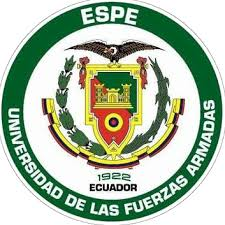 ESPE
UNIVERSIDAD DE LAS FUERZAS ARMADAS
1922
ECUADOR